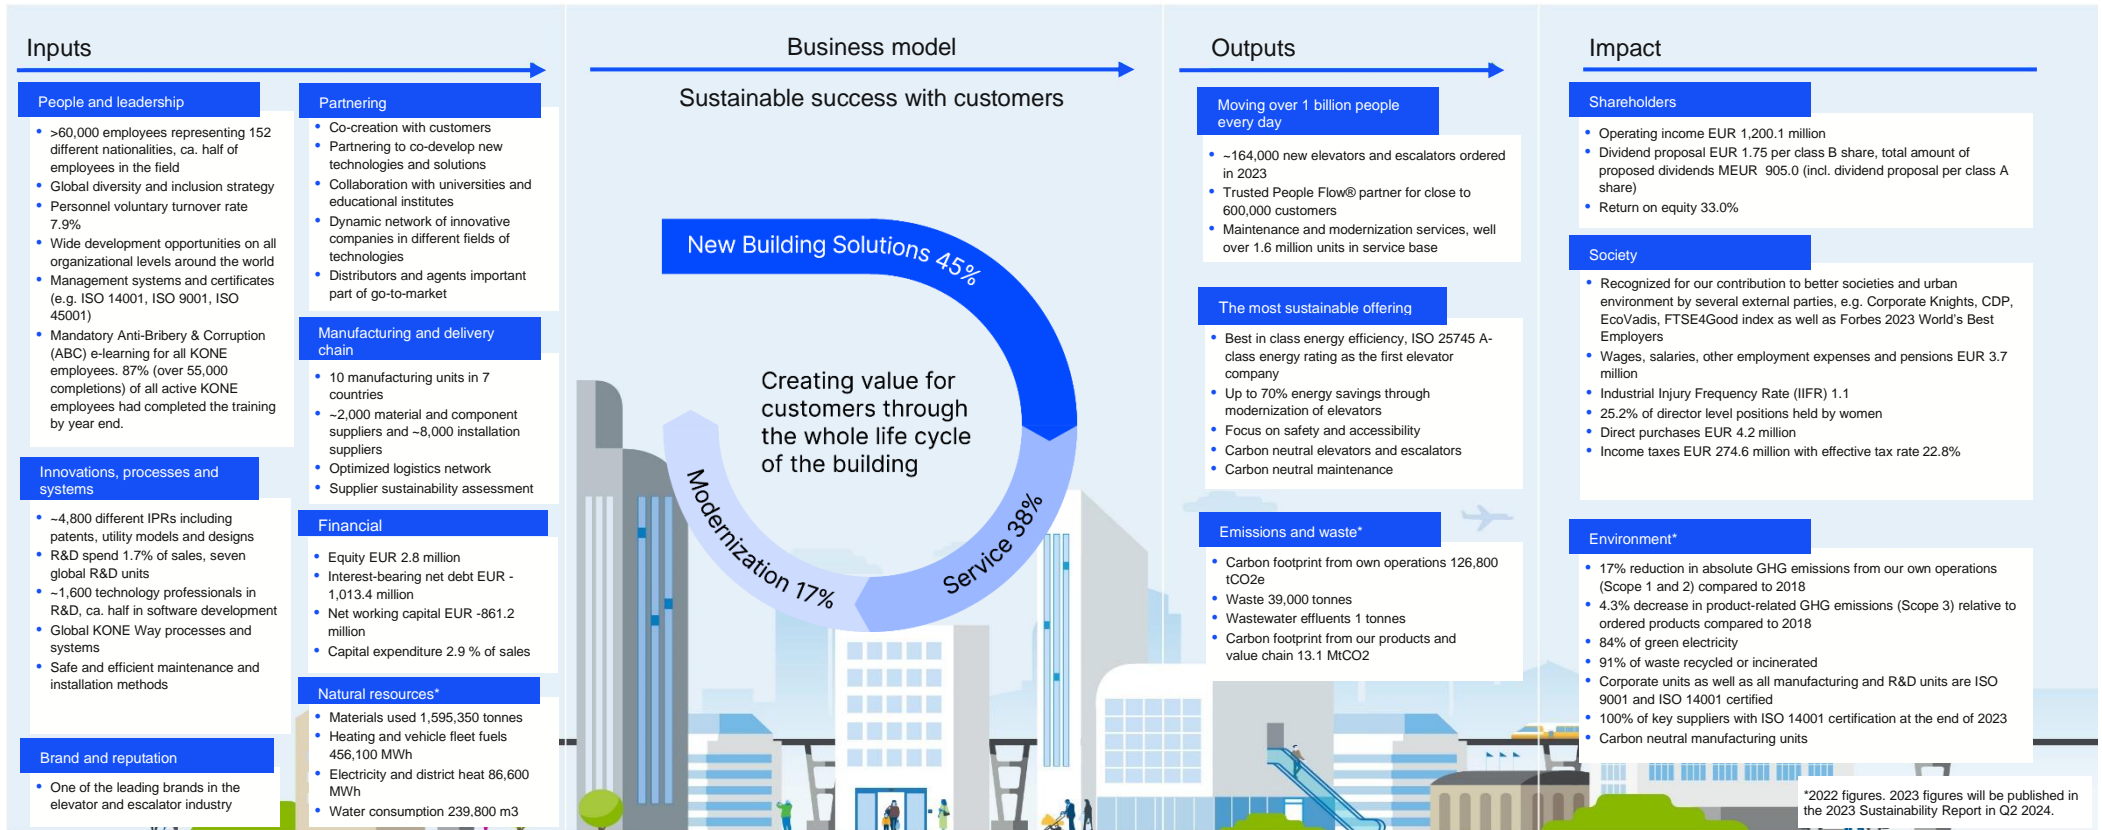 Inputs
People and leadership
>60,000 employees representing 152
different nationalities, ca. half of
employees in the field
Global diversity and inclusion strategy
Personnel voluntary turnover rate
7.9%
Wide development opportunities on all
organizational levels around the world
Management systems and certificates
(e.g. ISO 14001, ISO 9001, ISO
45001)
Mandatory Anti-Bribery & Corruption
(ABC) e-learning for all KONE
employees. 87% (over 55,000
completions) of all active KONE
employees had completed the training
by year end.
Innovations, processes and
systems
~4,800 different IPRs including
patents, utility models and designs
R&D spend 1.7% of sales, seven
global R&D units
~1,600 technology professionals in
R&D, ca. half in software development
Global KONE Way processes and
systems
Safe and efficient maintenance and
installation methods
Brand and reputation
One of the leading brands in the
elevator and escalator industry
Partnering
Co-creation with customers
Partnering to co-develop new
technologies and solutions
Collaboration with universities and
educational institutes
Dynamic network of innovative
companies in different fields of
technologies
Distributors and agents important
part of go-to-market
Manufacturing and delivery
chain
10 manufacturing units in 7
countries
~2,000 material and component
suppliers and ~8,000 installation
suppliers
Optimized logistics network
Supplier sustainability assessment
Financial
Equity EUR 2.8 million
Interest-bearing net debt EUR -
1,013.4 million
Net working capital EUR -861.2
million
Capital expenditure 2.9 % of sales
Natural resources*
Materials used 1,595,350 tonnes
Heating and vehicle fleet fuels
456,100 MWh
Electricity and district heat 86,600
MWh
Water consumption 239,800 m3
Business model
Sustainable success with customers
New Building Solutions 45%
Creating value for
customers through
the whole life cycle
of the building
Service 38%
Modernization 17%
Outputs
Moving over 1 billion people
every day
~164,000 new elevators and escalators ordered
in 2023
Trusted People Flow® partner for close to
600,000 customers
Maintenance and modernization services, well
over 1.6 million units in service base
The most sustainable offering
Best in class energy efficiency, ISO 25745 A-
class energy rating as the first elevator
company
Up to 70% energy savings through
modernization of elevators
Focus on safety and accessibility
Carbon neutral elevators and escalators
Carbon neutral maintenance
Emissions and waste*
Carbon footprint from own operations 126,800
tCO2e
Waste 39,000 tonnes
Wastewater effluents 1 tonnes
Carbon footprint from our products and
value chain 13.1 MtCO2
Impact
Shareholders
Operating income EUR 1,200.1 million
Dividend proposal EUR 1.75 per class B share, total amount of
proposed dividends MEUR 905.0 (incl. dividend proposal per class A
share)
Return on equity 33.0%
Society
Recognized for our contribution to better societies and urban
environment by several external parties, e.g. Corporate Knights, CDP,
EcoVadis, FTSE4Good index as well as Forbes 2023 World's Best
Employers
Wages, salaries, other employment expenses and pensions EUR 3.7
million
Industrial Injury Frequency Rate (IIFR) 1.1
25.2% of director level positions held by women
Direct purchases EUR 4.2 million
Income taxes EUR 274.6 million with effective tax rate 22.8%
Environment*
17% reduction in absolute GHG emissions from our own operations
(Scope 1 and 2) compared to 2018
4.3% decrease in product-related GHG emissions (Scope 3) relative to
ordered products compared to 2018
84% of green electricity
91% of waste recycled or incinerated
Corporate units as well as all manufacturing and R&D units are ISO
9001 and ISO 14001 certified
100% of key suppliers with ISO 14001 certification at the end of 2023
Carbon neutral manufacturing units
*2022 figures. 2023 figures will be published in
the 2023 Sustainability Report in Q2 2024.